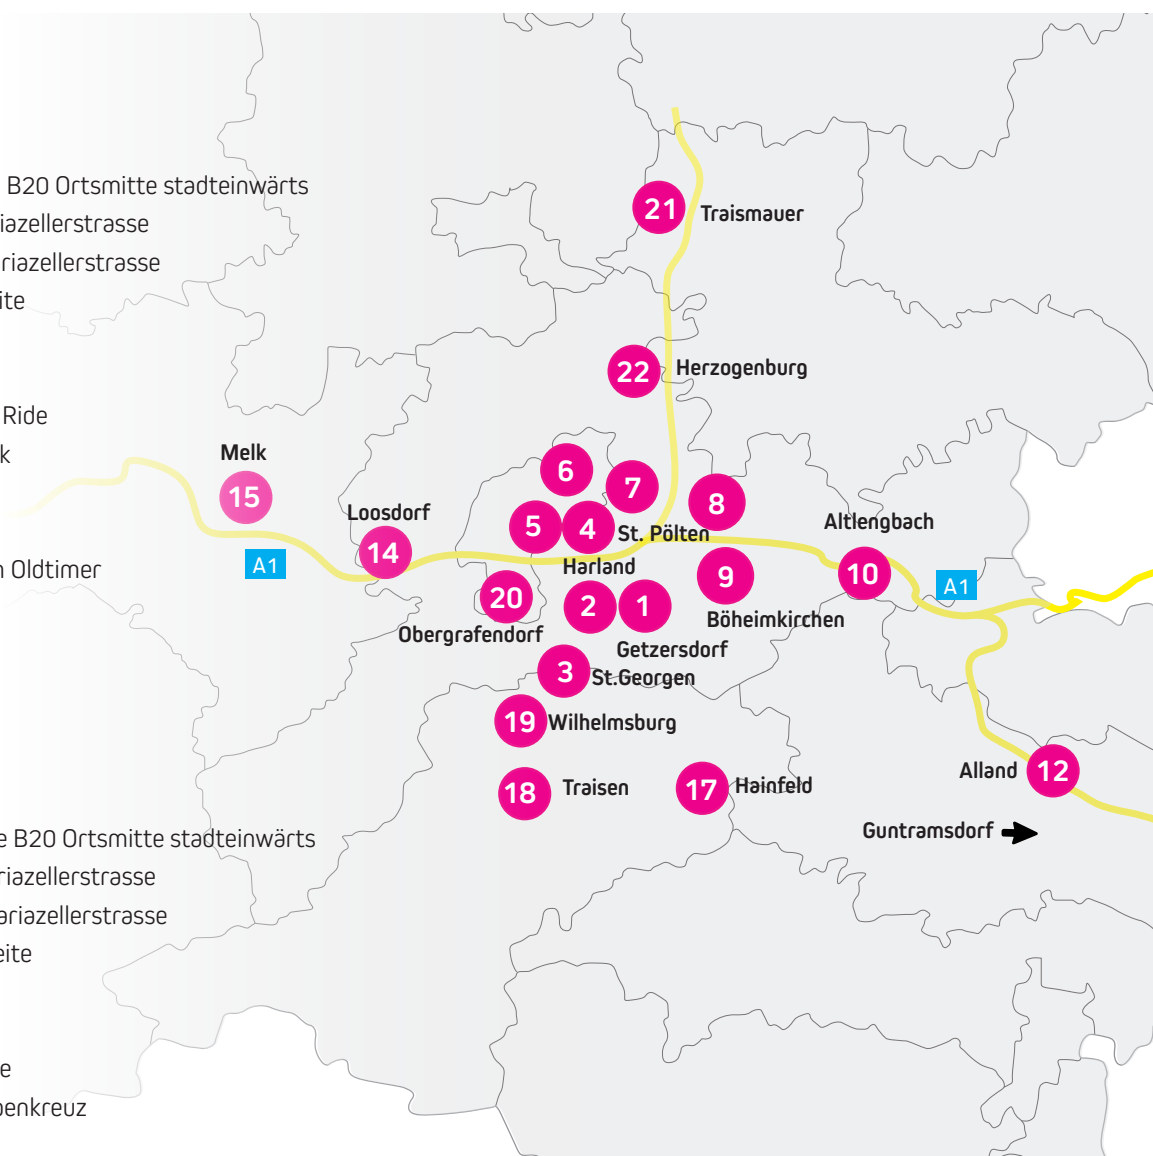 B20 Ortsmitte stadteinwärts
iazellerstrasse
riazellerstrasse
ite
Ride
k
n Oldtimer
e B20 Ortsmitte stadteinwärts
riazellerstrasse
ariazellerstrasse
eite
e
penkreuz
21
Traismauer
22
Herzogenburg
Melk
15
Loosdorf
14
A1
6
7
5
4
St. Pölten
8
Altlengbach
10
A1
Harland
9
Böheimkirchen
20
Obergrafendorf
2
1
Getzersdorf
3
St.Georgen
19
Wilhelmsburg
18
Traisen
17
Hainfeld
Alland
12
Guntramsdorf